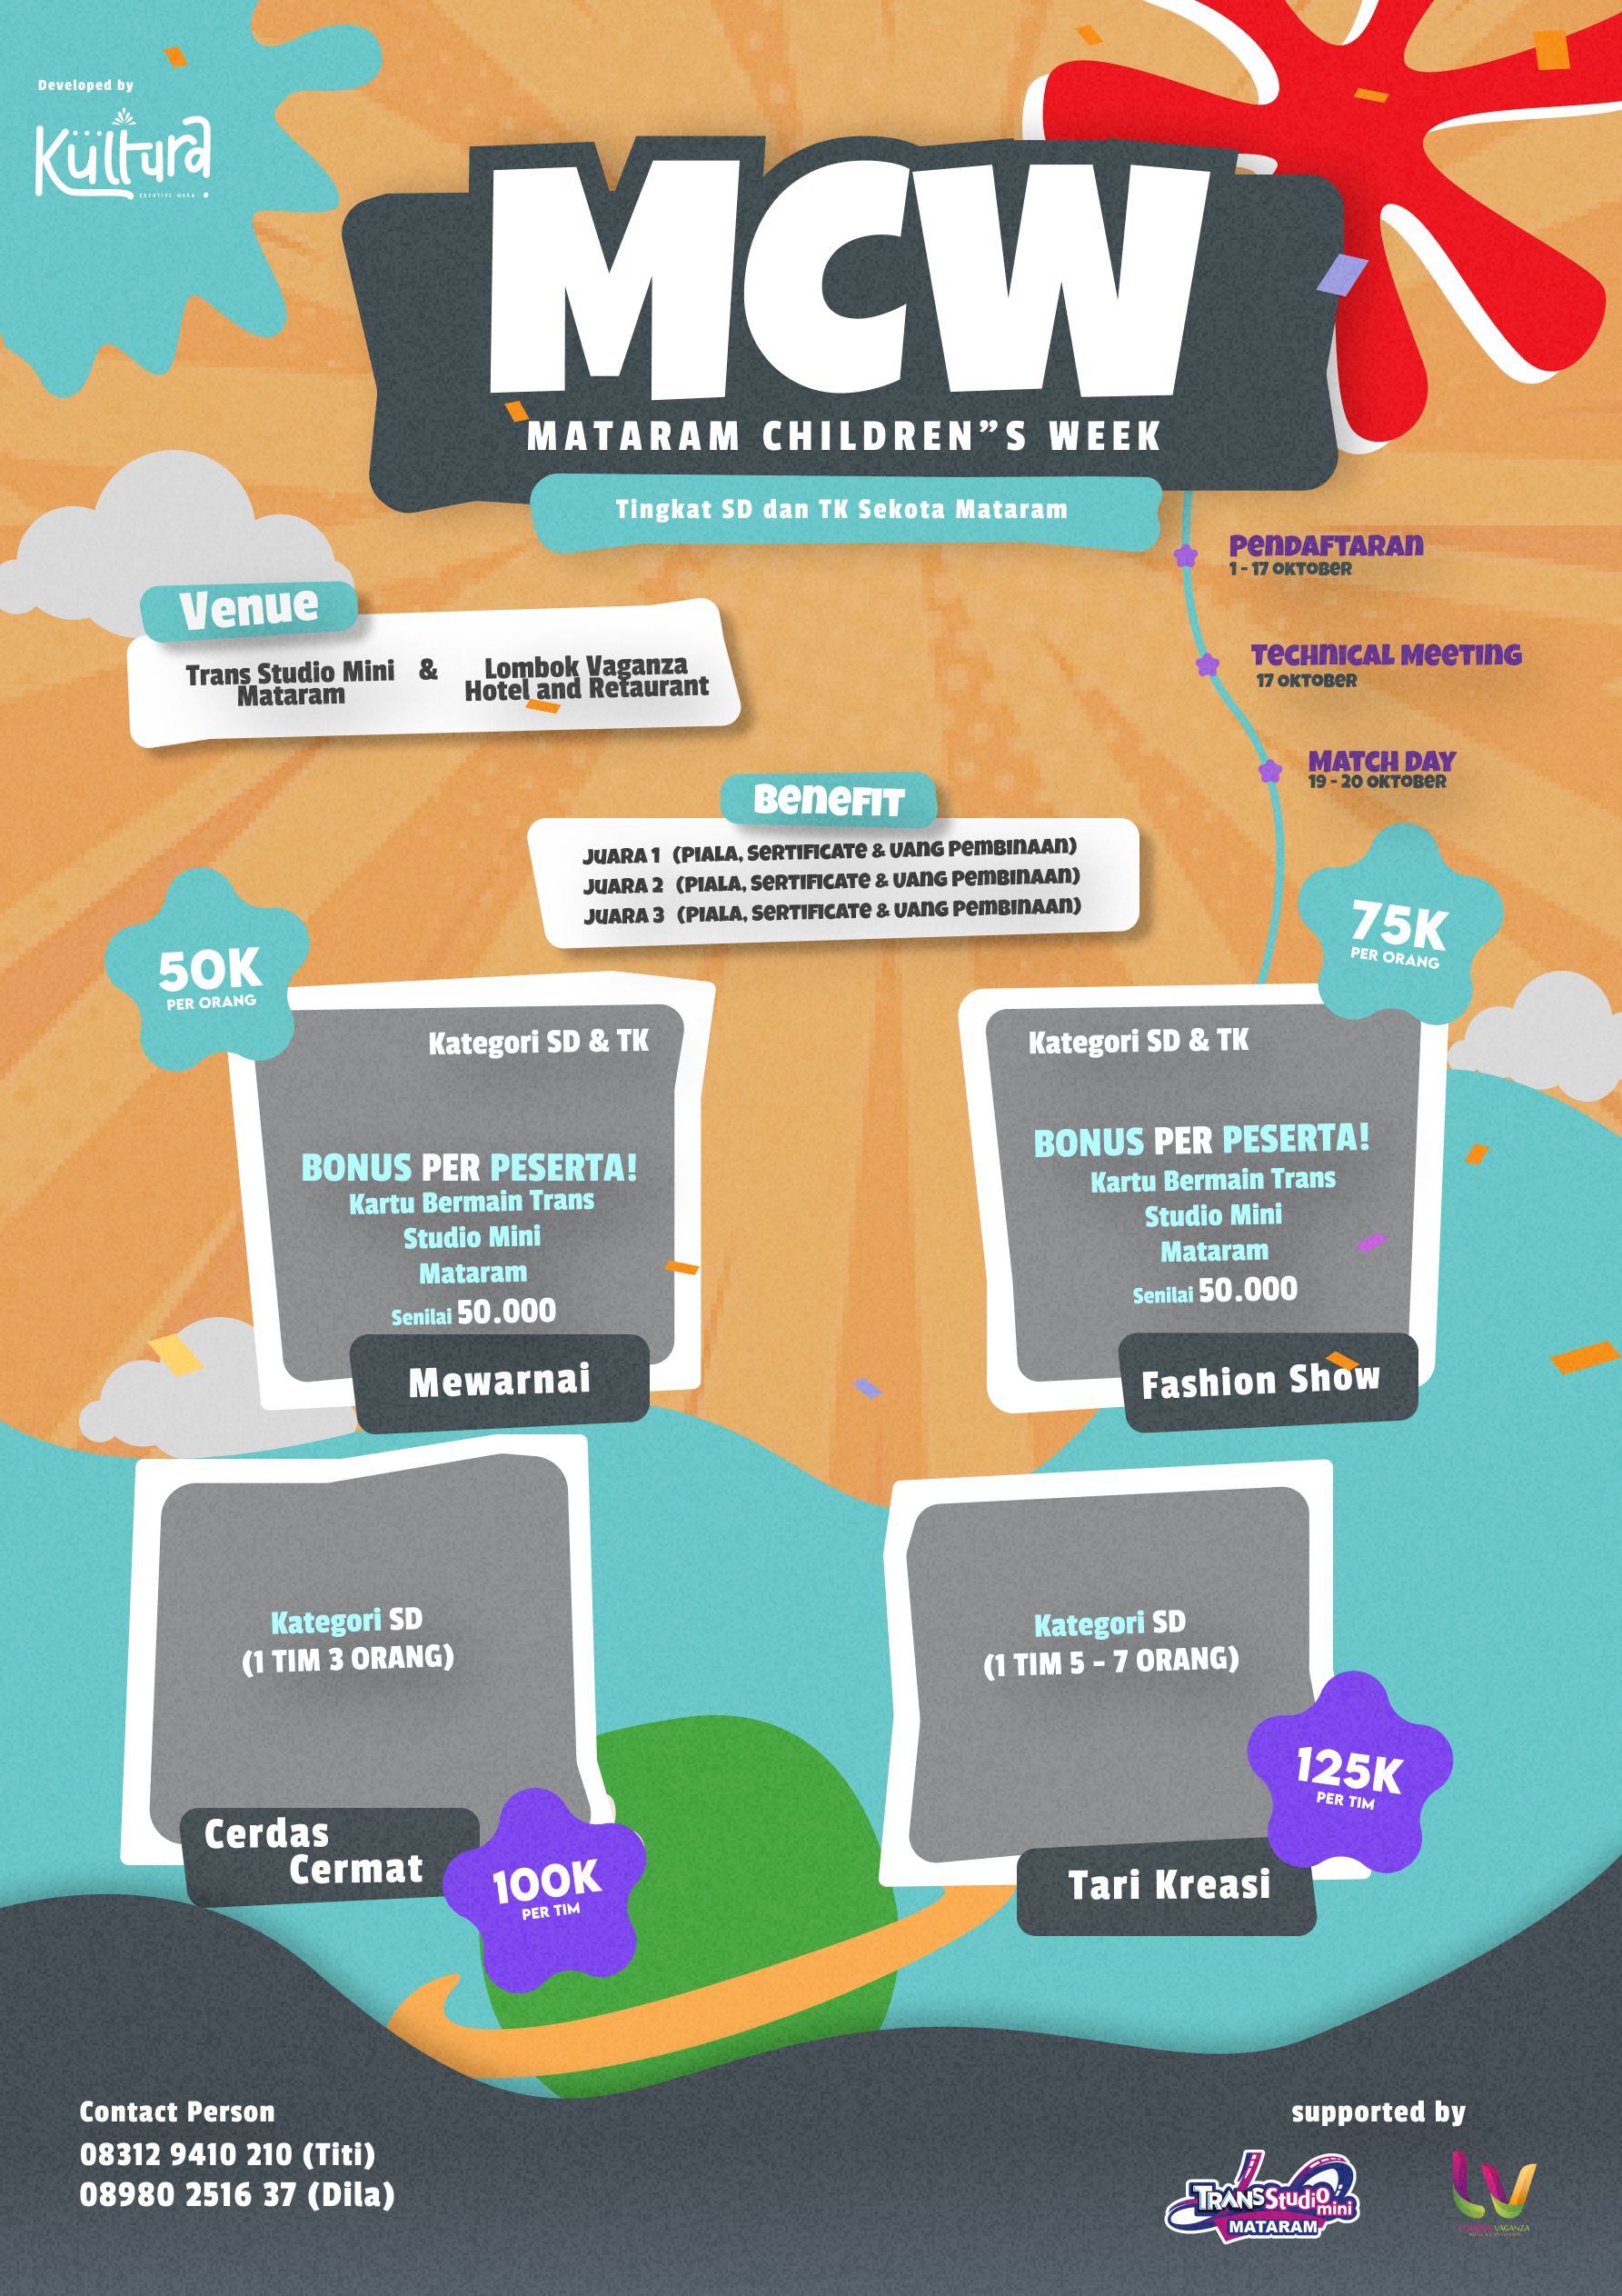 Developed by
Kultura
CREATIVE WORK
MCW
MATARAM CHILDREN”S WEEK
Tingkat SD dan TK Sekota Mataram
PENDAFTARAN
1 - 17 OKTOBER
TECHNICAL MEETING
17 OKTOBER
MATCH DAY
19 - 20 OKTOBER
Venue
Trans Studio Mini
Mataram
&
Lombok Vaganza
Hotel and Retaurant
BENEFIT
JUARA 1 (PIALA, SERTIFICATE & UANG PEMBINAAN)
JUARA 2 (PIALA, SERTIFICATE & UANG PEMBINAAN)
JUARA 3 (PIALA, SERTIFICATE & UANG PEMBINAAN)
50K
PER ORANG
Kategori SD & TK
BONUS PER PESERTA!
Kartu Bermain Trans
Studio Mini
Mataram
Senilai 50.000
Mewarnai
75K
PER ORANG
Kategori SD & TK
BONUS PER PESERTA!
Kartu Bermain Trans
Studio Mini
Mataram
Senilai 50.000
Fashion Show
Kategori SD
(1 TIM 3 ORANG)
Cerdas
Cermat
100K
PER TIM
Kategori SD
(1 TIM 5 - 7 ORANG)
125K
PER TIM
Tari Kreasi
Contact Person
08312 9410 210 (Titi)
08980 2516 37 (Dila)
supported by
TRANS Studio
mini
MATARAM
LV
LOMBOK VAGANZA